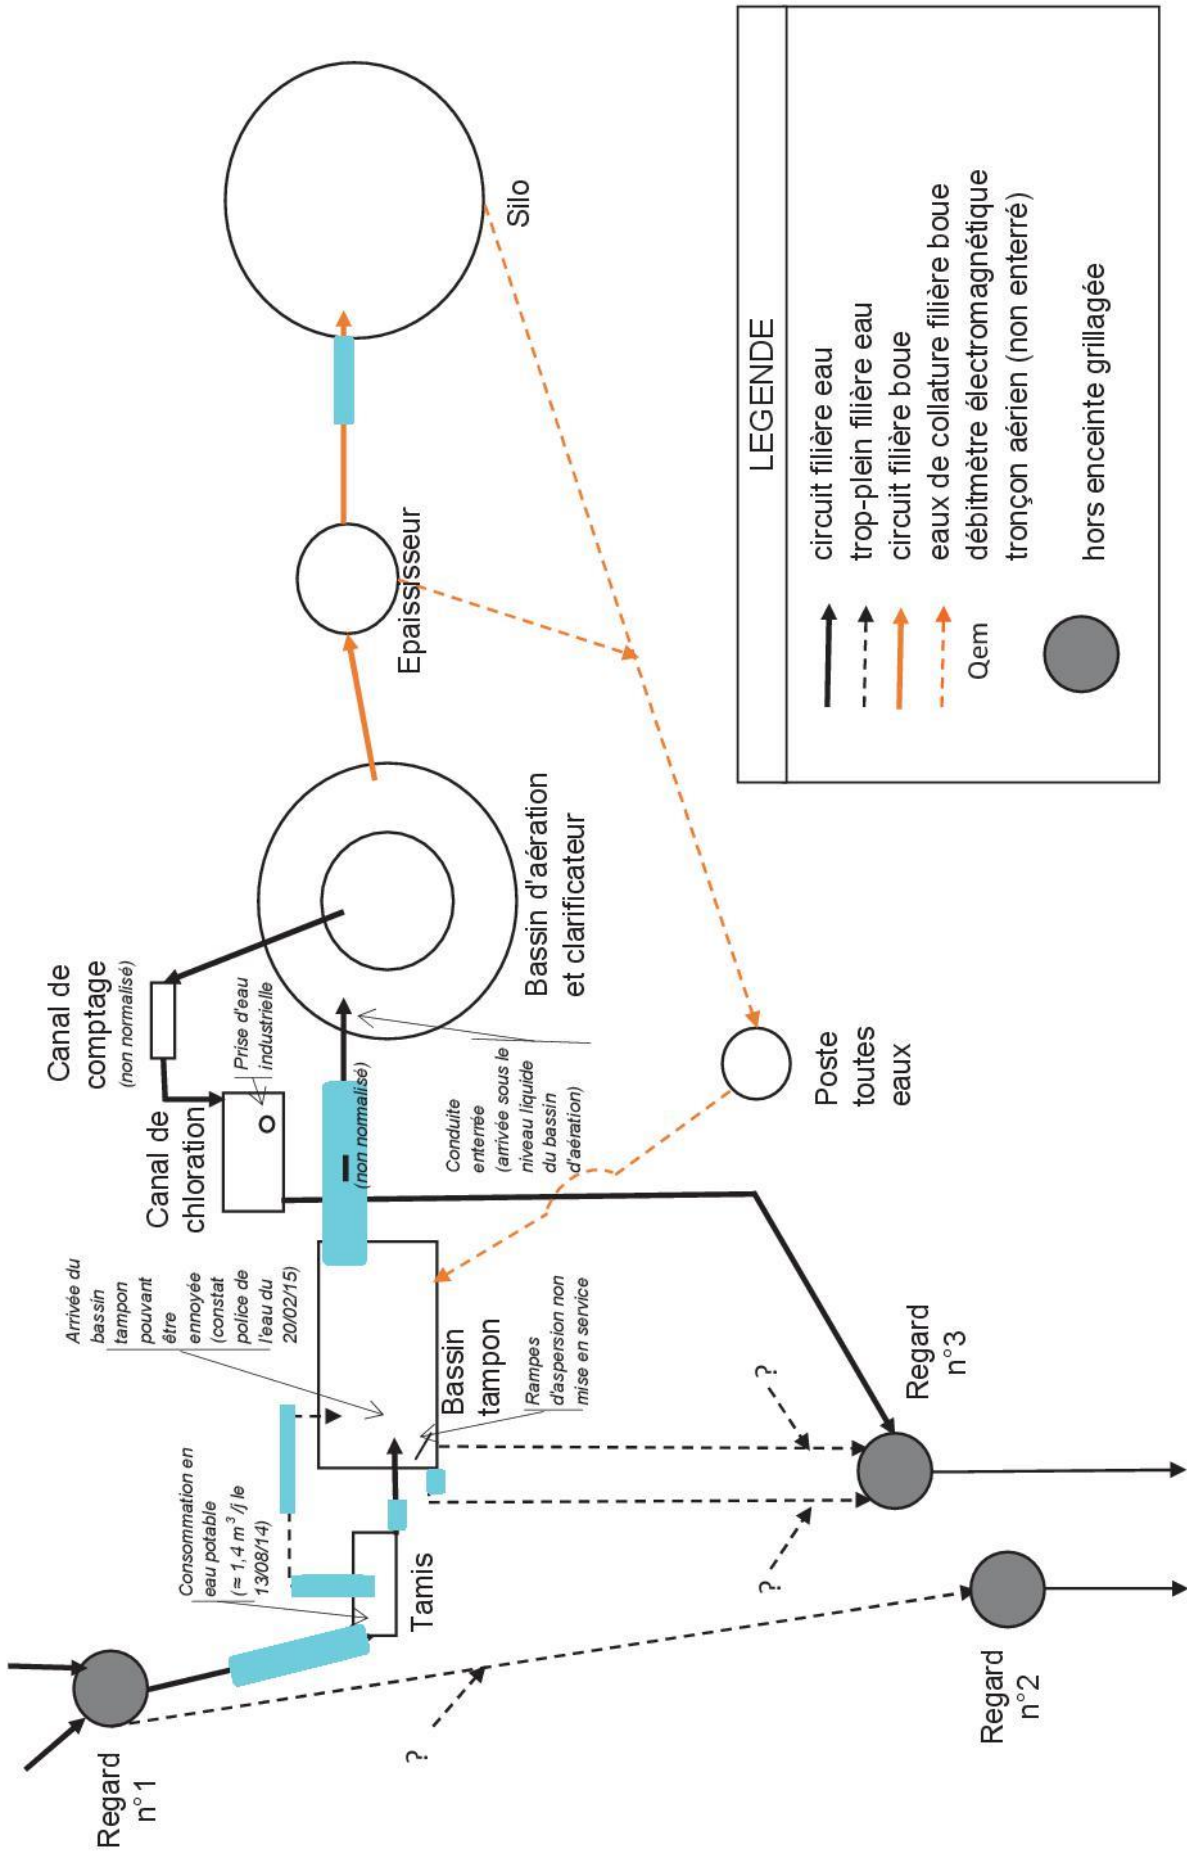 Regard
n°1
Consommation en
eau potable
(≈ 1,4 m³/j le
13/08/14)
Tamis
?
Regard
n°2
Arrivée du
bassin
tampon
pouvant
être
ennoyée
(constat
police de
l'eau du
20/02/15)
Bassin
tampon
Rampes
d'aspersion non
mise en service
?
?
Regard
n°3
Canal de
chloration
Canal de
comptage
(non normalisé)
Prise d'eau
industrielle
(non normalisé)
Conduite
enterrée
(arrivée sous le
niveau liquide
du bassin
d'aération)
Bassin d'aération
et clarificateur
Poste
toutes
eaux
Epaississeur
Silo
LEGENDE
circuit filière eau
trop-plein filière eau
circuit filière boue
eaux de collature filière boue
Qem débitmètre électromagnétique
tronçon aérien (non enterré)
hors enceinte grillagée